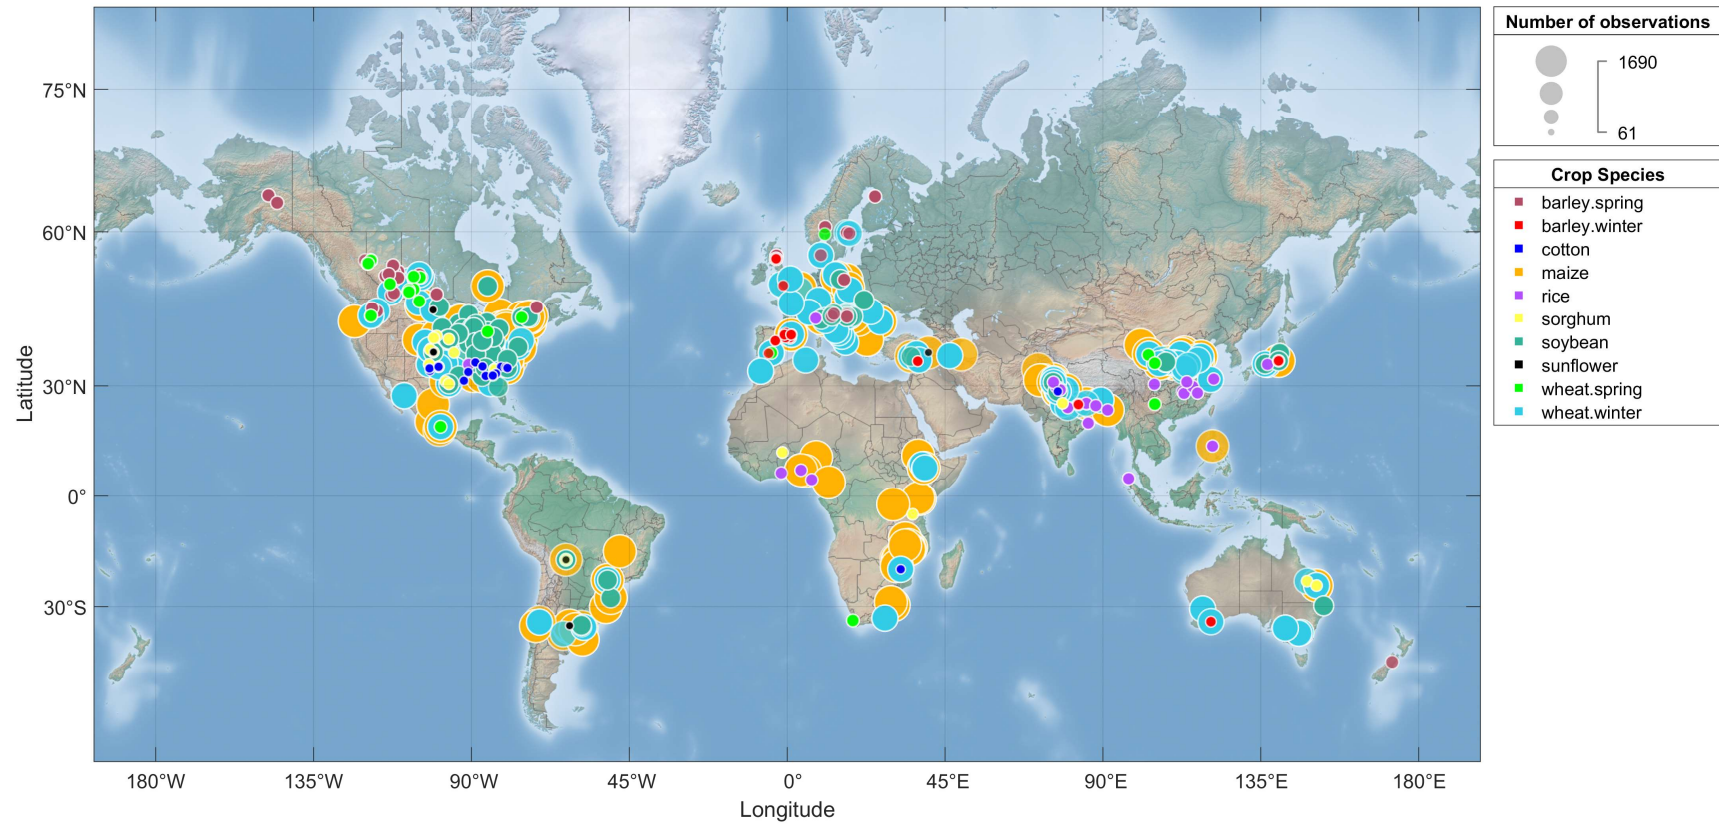 Number of observations
1690
61
Crop Species
barley.spring
barley.winter
cotton
maize
rice
sorghum
soybean
sunflower
wheat.spring
wheat.winter
75°N
60°N
30°N
0°
30°S
Latitude
180°W
135°W
90°W
45°W
0°
45°E
90°E
135°E
180°E
Longitude